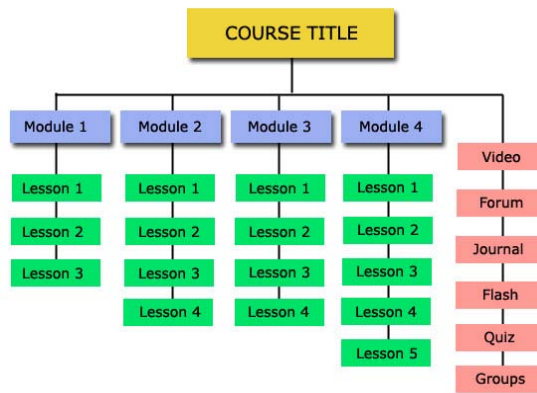 COURSE TITLE
Module 1
Module 2
Module 3
Module 4
Lesson 1
Lesson 2
Lesson 3
Lesson 1
Lesson 2
Lesson 3
Lesson 4
Lesson 1
Lesson 2
Lesson 3
Lesson 4
Lesson 1
Lesson 2
Lesson 3
Lesson 4
Lesson 5
Video
Forum
Journal
Flash
Quiz
Groups